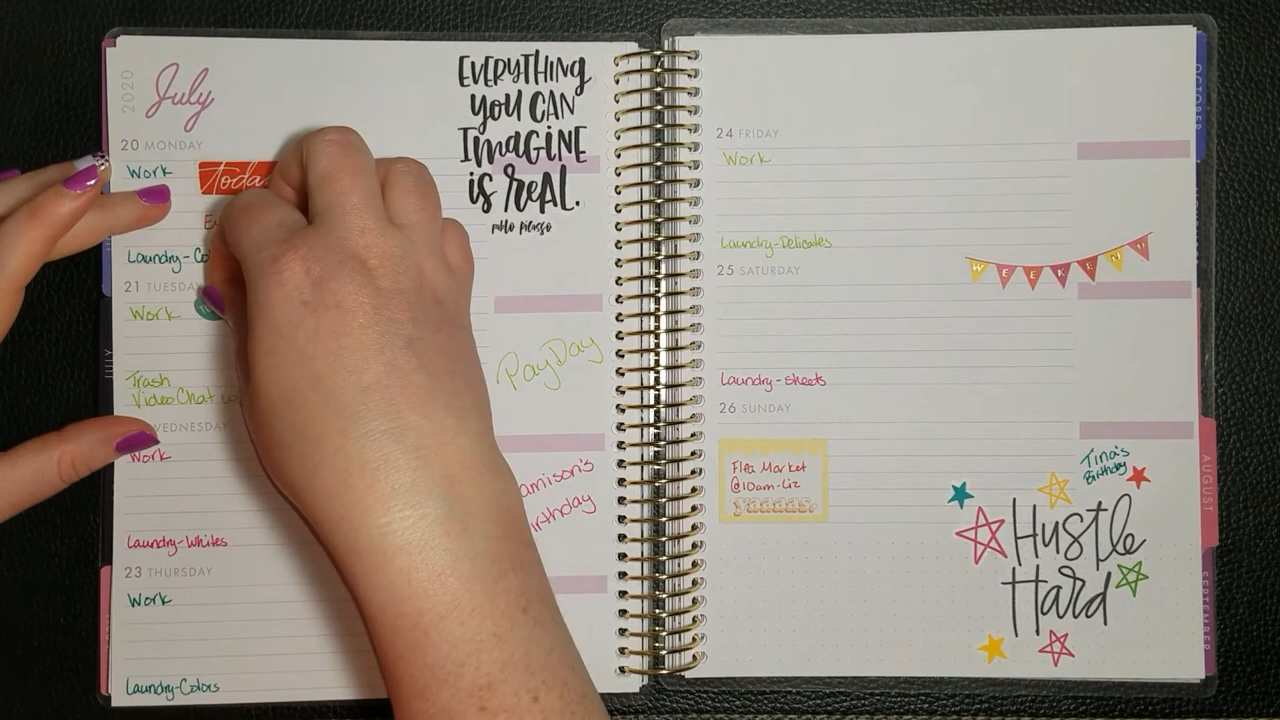 2020
July
EVERYTHING
YOU CAN
IMAGINE
is REAL.
pablo picasso
20 MONDAY
Work
Laundry-Co
21 TUESDAY
Work
Trash
Video Chat w
PayDay
WEDNESDAY
Work
amison's
irthday
Laundry-Whites
23 THURSDAY
Work
Laundry-Colors
JULY
24 FRIDAY
Work
Laundry-Delicates
WEEKEND
25 SATURDAY
Laundry-sheets
26 SUNDAY
Flea Market
@10am-Liz
yaaaas.
Tina's
Birthday
Hustle
Hard
OCTOBER
AUGUST
SEPTEMBER